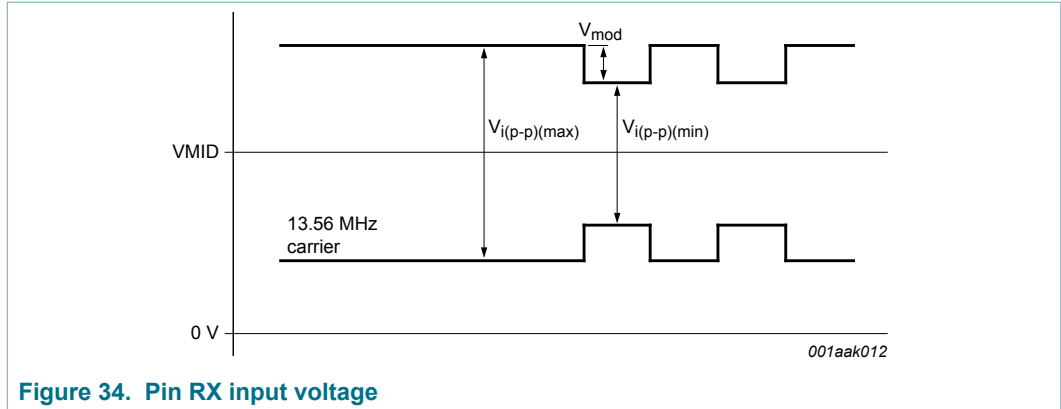 Vmod
Vi(p-p)(max)
Vi(p-p)(min)
VMID
13.56 MHz
carrier
0 V
001aak012
Figure 34. Pin RX input voltage